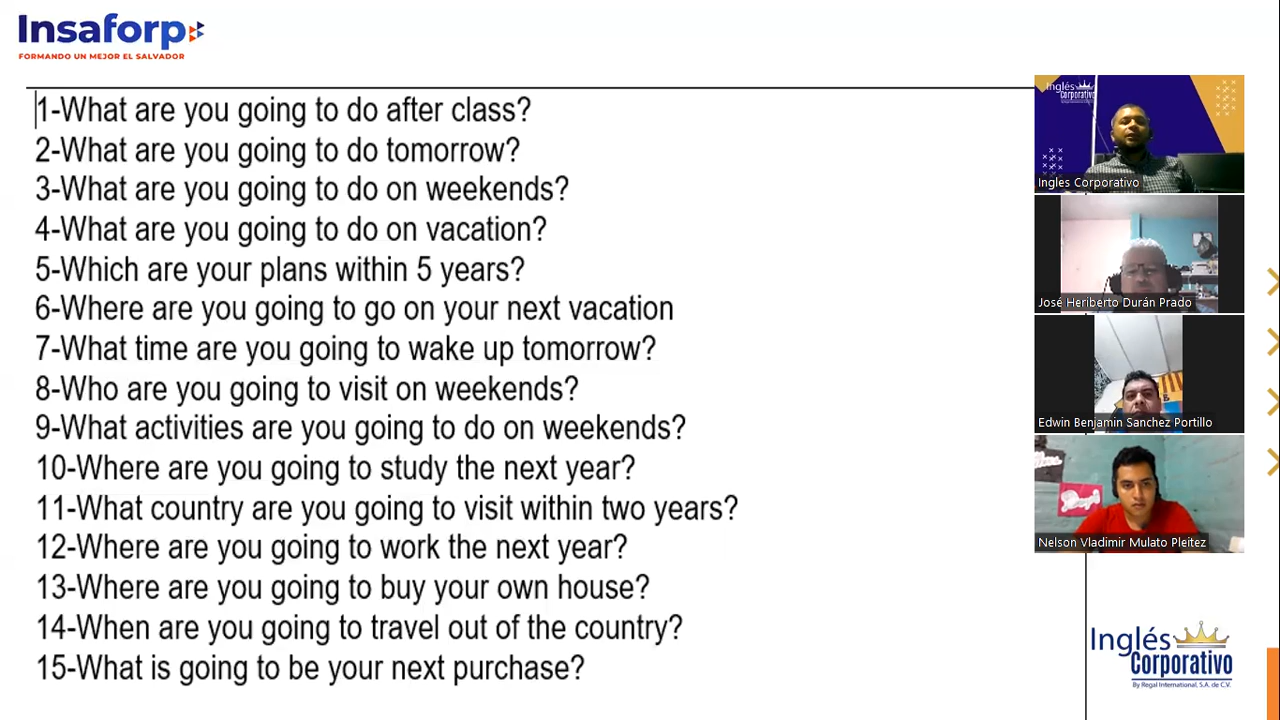 Insaforp
FORMANDO UN MEJOR EL SALVADOR
1-What are you going to do after class?
2-What are you going to do tomorrow?
3-What are you going to do on weekends?
4-What are you going to do on vacation?
5-Which are your plans within 5 years?
6-Where are you going to go on your next vacation
7-What time are you going to wake up tomorrow?
8-Who are you going to visit on weekends?
9-What activities are you going to do on weekends?
10-Where are you going to study the next year?
11-What country are you going to visit within two years?
12-Where are you going to work the next year?
13-Where are you going to buy your own house?
14-When are you going to travel out of the country?
15-What is going to be your next purchase?
Inglés
Corporativo
Ingles Corporativo
José Heriberto Durán Prado
Edwin Benjamin Sanchez Portillo
Nelson Vladimir Mulato Pleitez
Inglés
Corporativo
By Regal International, S.A. de C.V.